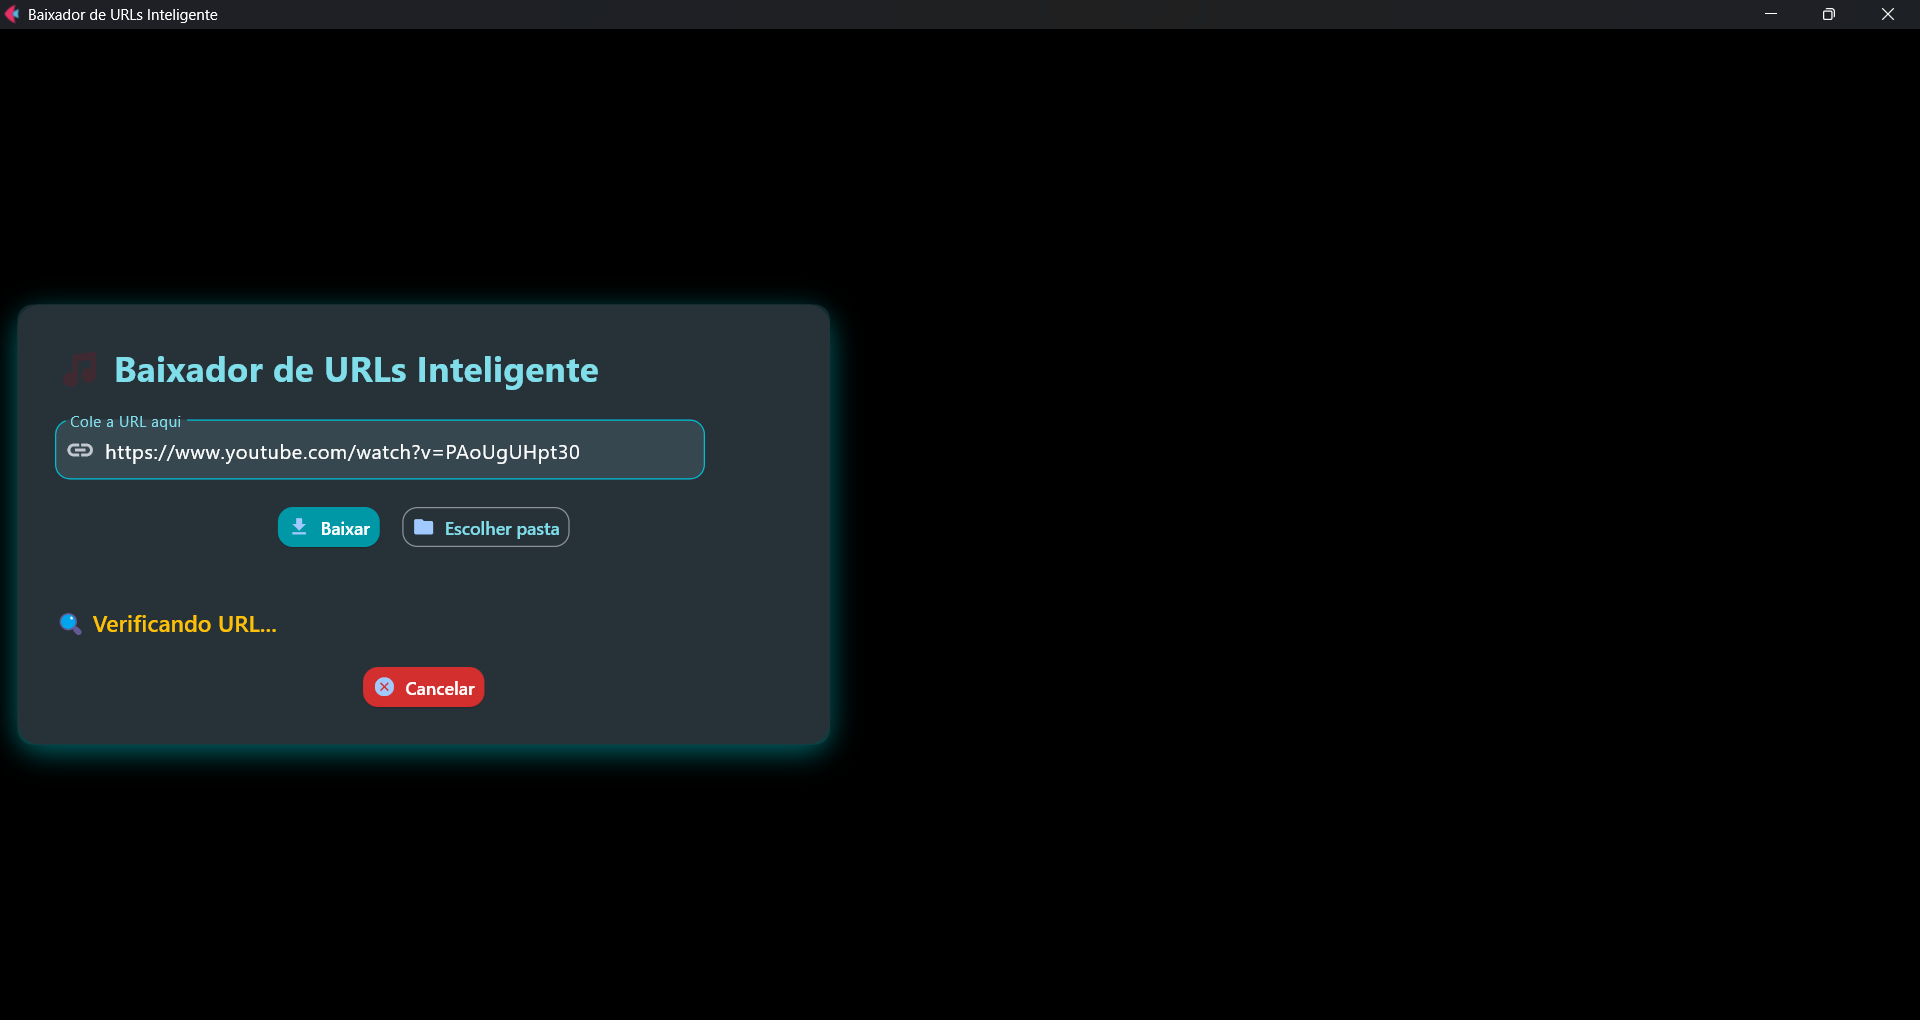 Baixador de URLs Inteligente
Baixador de URLs Inteligente
Cole a URL aqui
https://www.youtube.com/watch?v=PAoUgUHpt30
Baixar
Escolher pasta
Verificando URL...
Cancelar